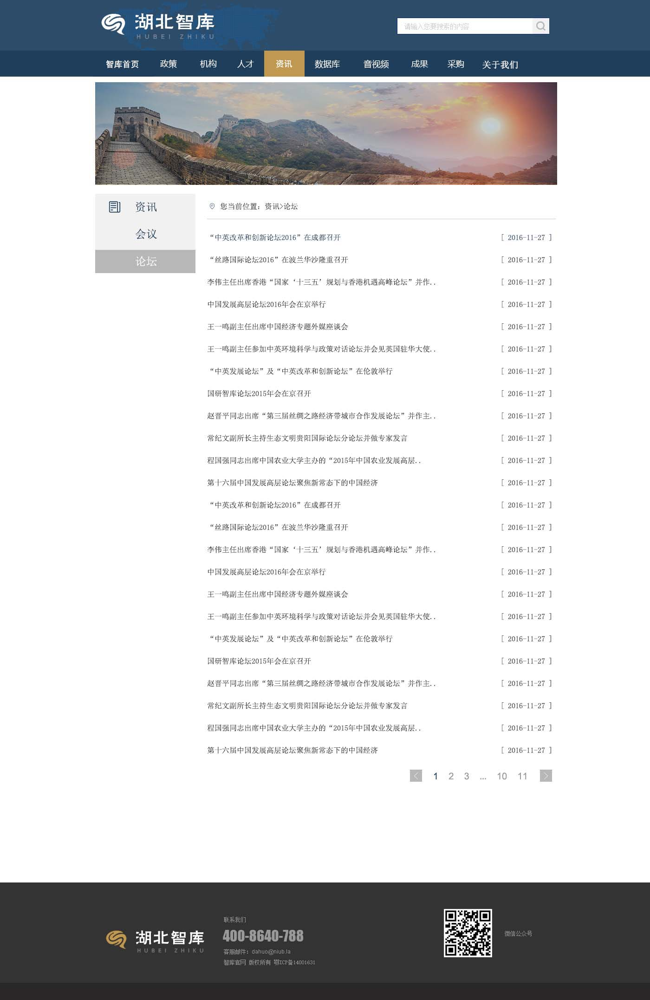 湖北智库
HUBEI ZHIKU
请输入您要搜索的内容
智库首页 政策 机构 人才 资讯 数据库 音视频 成果 采购 关于我们
资讯
会议
论坛
您当前位置：资讯>论坛
“中英改革和创新论坛2016”在成都召开 [ 2016-11-27 ]
“丝路国际论坛2016”在波兰华沙隆重召开 [ 2016-11-27 ]
李伟主任出席香港“国家‘十三五’规划与香港机遇高峰论坛”并作.. [ 2016-11-27 ]
中国发展高层论坛2016年会在京举行 [ 2016-11-27 ]
王一鸣副主任出席中国经济专题外媒座谈会 [ 2016-11-27 ]
王一鸣副主任参加中英环境科学与政策对话论坛并会见英国驻华大使.. [ 2016-11-27 ]
“中英发展论坛”及“中英改革和创新论坛”在伦敦举行 [ 2016-11-27 ]
国研智库论坛2015年会在京召开 [ 2016-11-27 ]
赵晋平同志出席“第三届丝绸之路经济带城市合作发展论坛”并作主.. [ 2016-11-27 ]
常纪文副所长主持生态文明贵阳国际论坛分论坛并做专家发言 [ 2016-11-27 ]
程国强同志出席中国农业大学主办的“2015年中国农业发展高层.. [ 2016-11-27 ]
第十六届中国发展高层论坛聚焦新常态下的中国经济 [ 2016-11-27 ]
“中英改革和创新论坛2016”在成都召开 [ 2016-11-27 ]
“丝路国际论坛2016”在波兰华沙隆重召开 [ 2016-11-27 ]
李伟主任出席香港“国家‘十三五’规划与香港机遇高峰论坛”并作.. [ 2016-11-27 ]
中国发展高层论坛2016年会在京举行 [ 2016-11-27 ]
王一鸣副主任出席中国经济专题外媒座谈会 [ 2016-11-27 ]
王一鸣副主任参加中英环境科学与政策对话论坛并会见英国驻华大使.. [ 2016-11-27 ]
“中英发展论坛”及“中英改革和创新论坛”在伦敦举行 [ 2016-11-27 ]
国研智库论坛2015年会在京召开 [ 2016-11-27 ]
赵晋平同志出席“第三届丝绸之路经济带城市合作发展论坛”并作主.. [ 2016-11-27 ]
常纪文副所长主持生态文明贵阳国际论坛分论坛并做专家发言 [ 2016-11-27 ]
程国强同志出席中国农业大学主办的“2015年中国农业发展高层.. [ 2016-11-27 ]
第十六届中国发展高层论坛聚焦新常态下的中国经济 [ 2016-11-27 ]
< 1 2 3 ... 10 11 >
湖北智库
HUBEI ZHIKU
联系我们
400-8640-788
客服邮件：dahuo@niub.la
智库官网 版权所有 鄂ICP备14001631
微信公众号